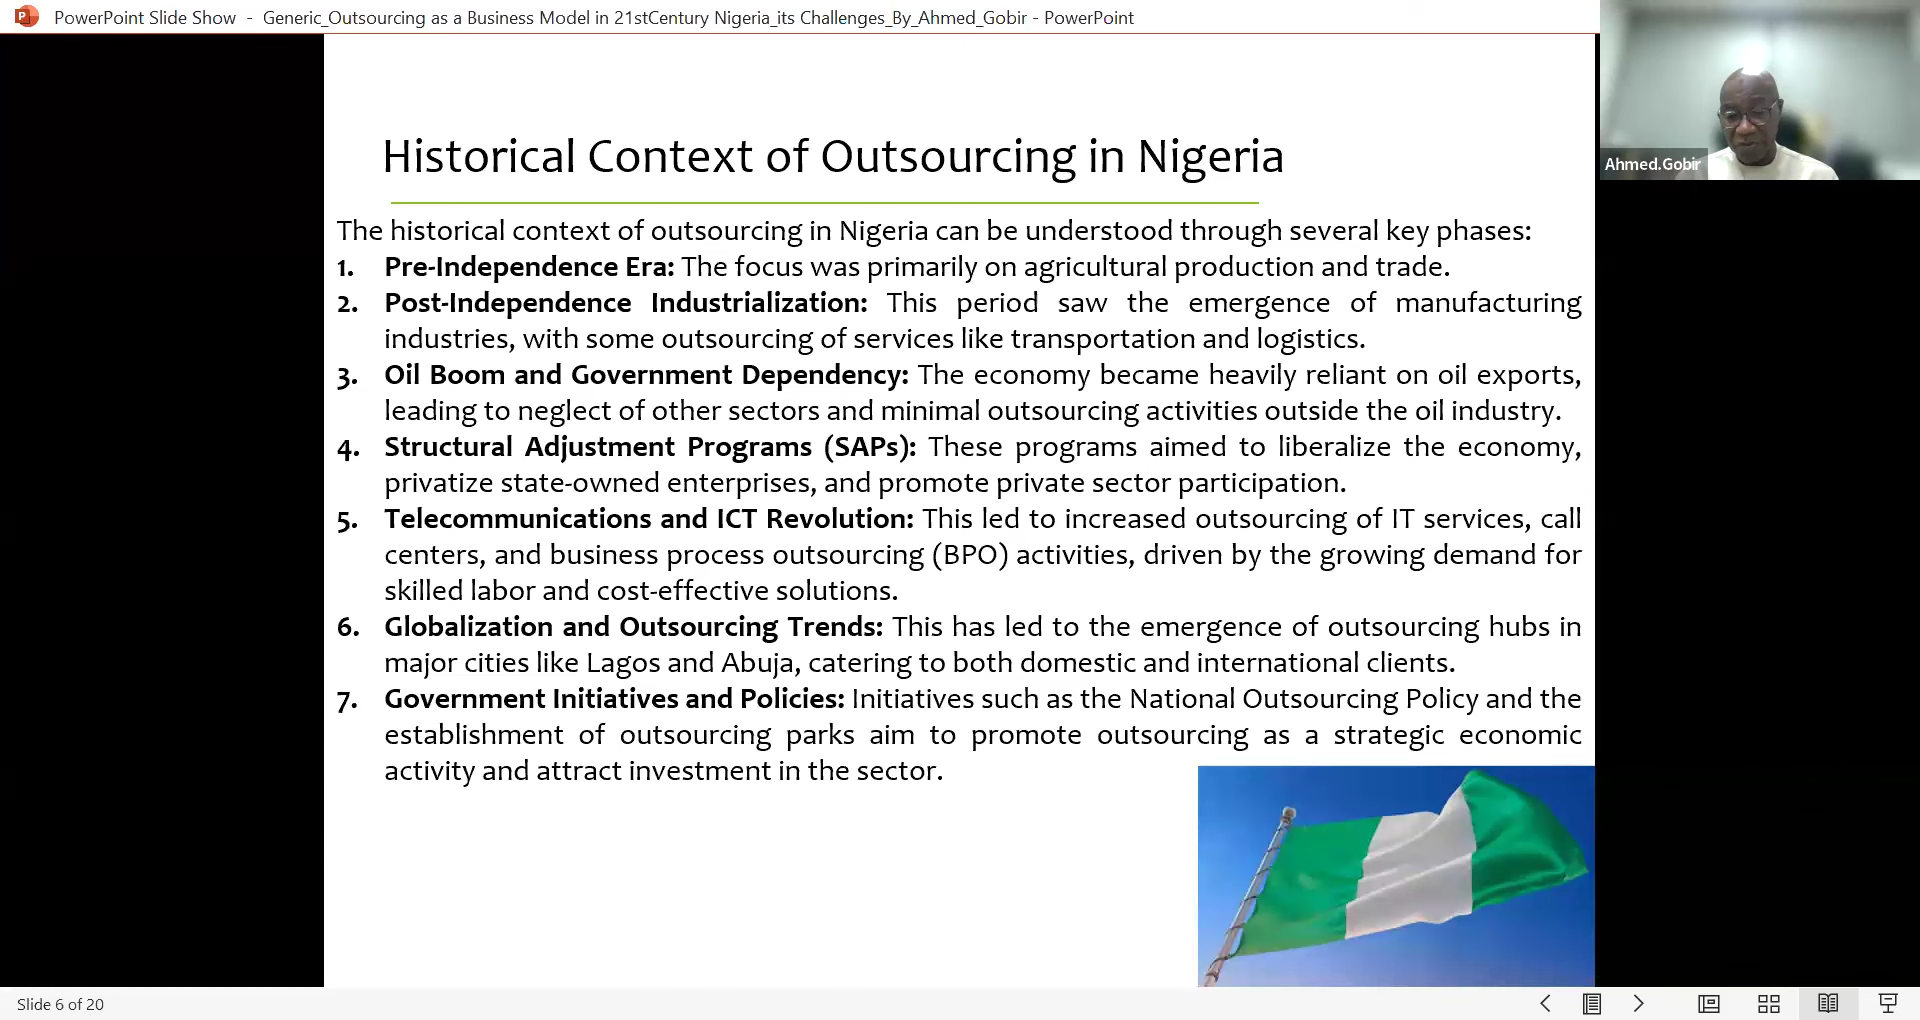 PowerPoint Slide Show - Generic_Outsourcing as a Business Model in 21stCentury Nigeria_its Challenges_By_Ahmed_Gobir - PowerPoint
Ahmed.Gobir
Historical Context of Outsourcing in Nigeria
The historical context of outsourcing in Nigeria can be understood through several key phases:
1. Pre-Independence Era: The focus was primarily on agricultural production and trade.
2. Post-Independence Industrialization: This period saw the emergence of manufacturing
industries, with some outsourcing of services like transportation and logistics.
3. Oil Boom and Government Dependency: The economy became heavily reliant on oil exports,
leading to neglect of other sectors and minimal outsourcing activities outside the oil industry.
4. Structural Adjustment Programs (SAPs): These programs aimed to liberalize the economy,
privatize state-owned enterprises, and promote private sector participation.
5. Telecommunications and ICT Revolution: This led to increased outsourcing of IT services, call
centers, and business process outsourcing (BPO) activities, driven by the growing demand for
skilled labor and cost-effective solutions.
6. Globalization and Outsourcing Trends: This has led to the emergence of outsourcing hubs in
major cities like Lagos and Abuja, catering to both domestic and international clients.
7. Government Initiatives and Policies: Initiatives such as the National Outsourcing Policy and the
establishment of outsourcing parks aim to promote outsourcing as a strategic economic
activity and attract investment in the sector.
Slide 6 of 20